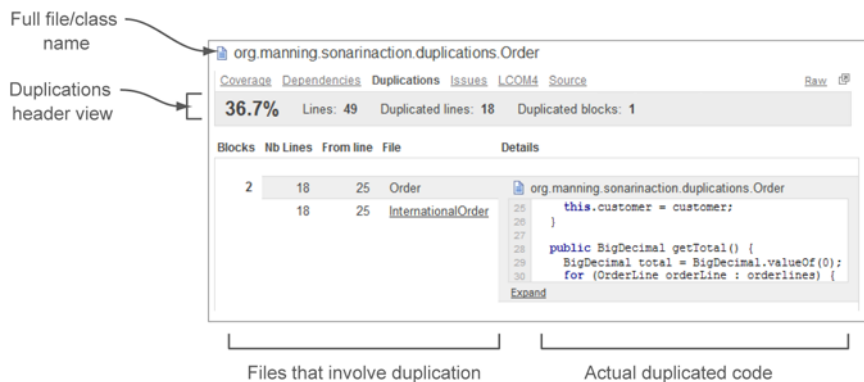 Full file/class
name
org.manning.sonarinaction.duplications.Order
Coverage Dependencies Duplications Issues LCOM4 Source Raw
Duplications
header view
36.7% Lines: 49 Duplicated lines: 18 Duplicated blocks: 1
Blocks Nb Lines From line File Details
2 18 25 Order
18 25 InternationalOrder
org.manning.sonarinaction.duplications.Order
25 this.customer = customer;
26 }
27
28 public BigDecimal getTotal() {
29 BigDecimal total = BigDecimal.valueOf(0);
30 for (OrderLine orderLine : orderlines) {
Expand
Files that involve duplication
Actual duplicated code